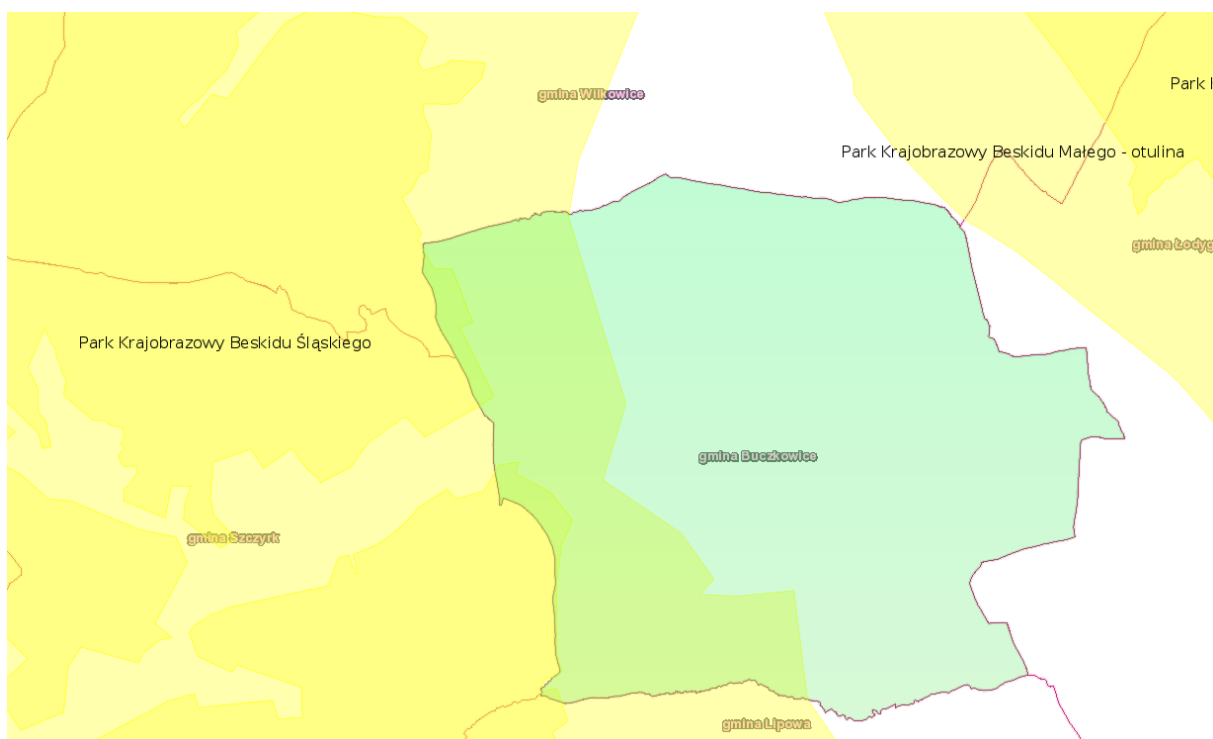 Park
gmina Wilkowice
Park Krajobrazowy Beskidu Małego - otulina
gmina Łodyg
Park Krajobrazowy Beskidu Śląskiego
gmina Buczkowice
gmina Szczyrk
gmina Lipowa